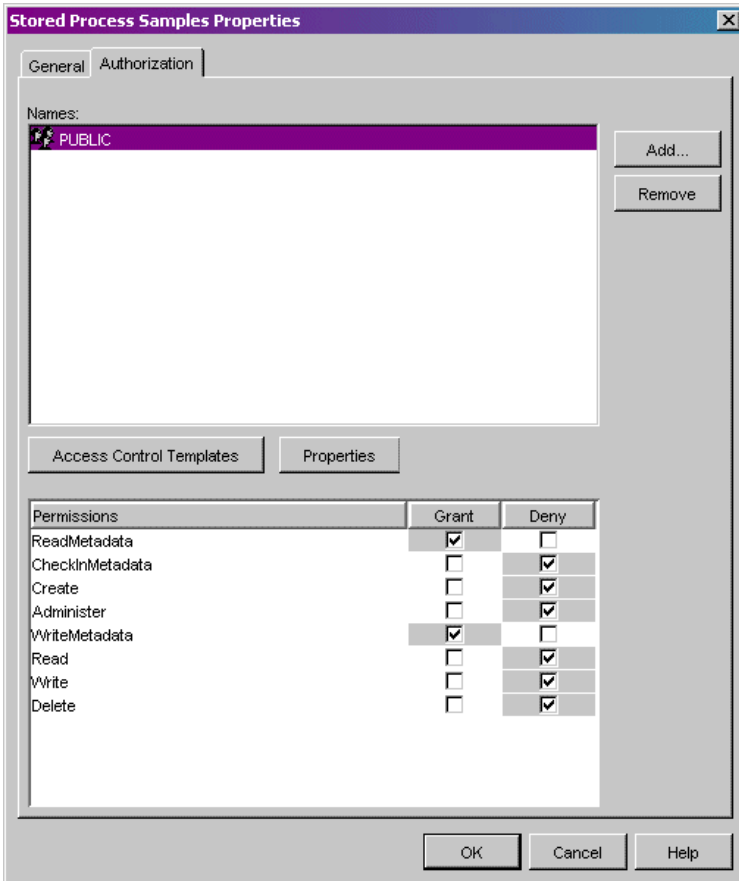 Stored Process Samples Properties
General Authorization
Names:
PUBLIC
Add...
Remove
Access Control Templates Properties
Permissions Grant Deny
ReadMetadata
CheckInMetadata
Create
Administer
WriteMetadata
Read
Write
Delete
OK Cancel Help